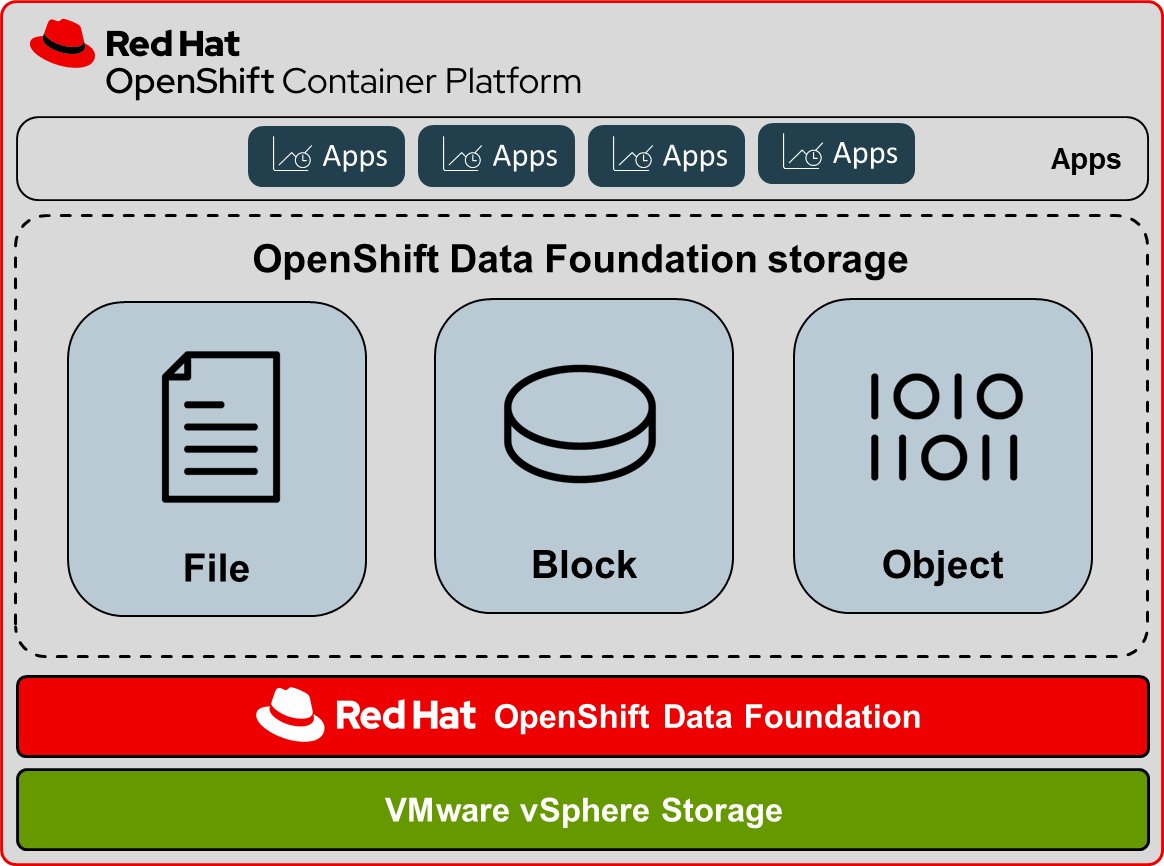 Red Hat
OpenShift Container Platform
Apps Apps Apps Apps Apps
OpenShift Data Foundation storage
1010
11011
File Block Object
Red Hat OpenShift Data Foundation
VMware vSphere Storage